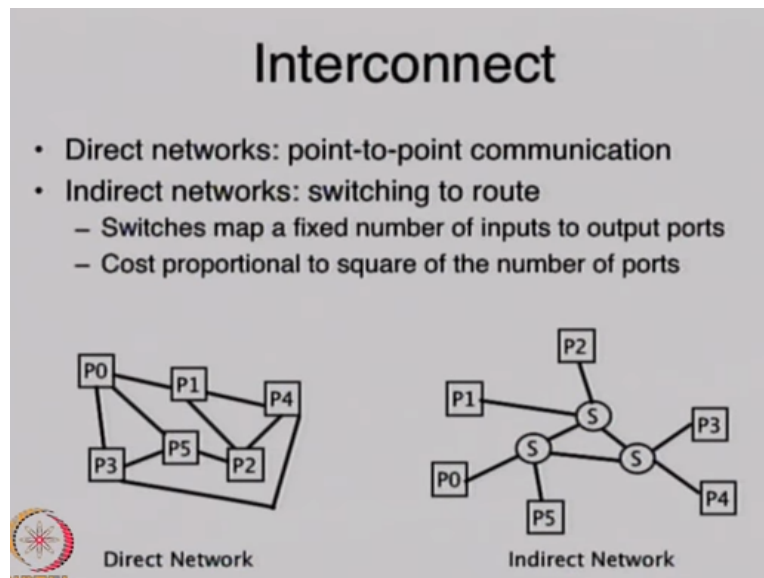 Interconnect
• Direct networks: point-to-point communication
• Indirect networks: switching to route
– Switches map a fixed number of inputs to output ports
– Cost proportional to square of the number of ports
P0
P1
P4
P3
P5
P2
Direct Network
P2
P1
S
P3
S
S
P0
P4
P5
Indirect Network